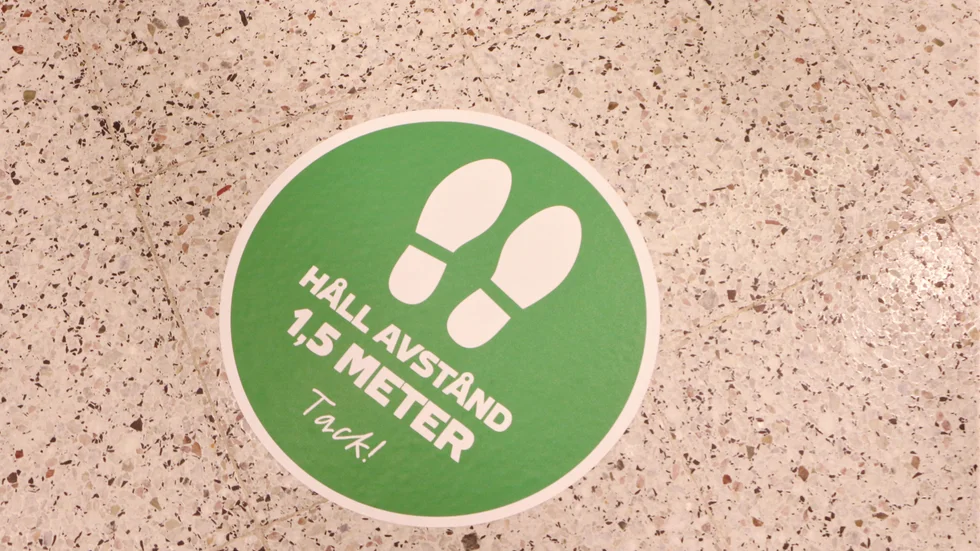 HÅLL AVSTÅND
1,5 METER
Tack!